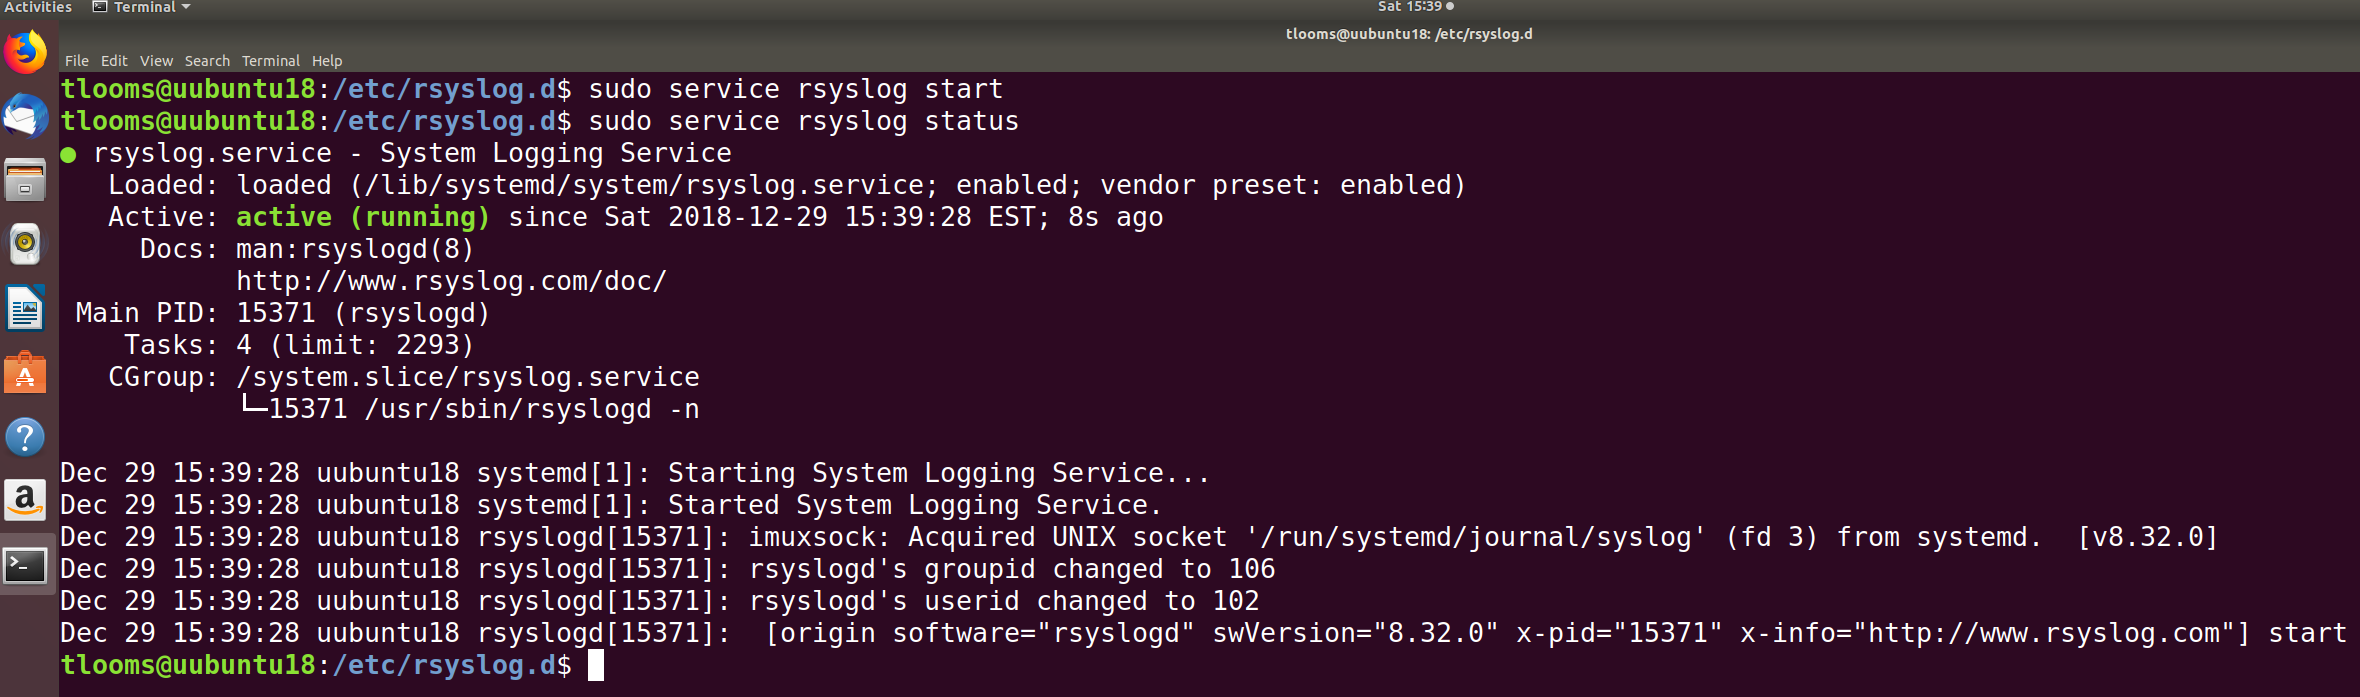 Activities Terminal Sat 15:39
tlooms@uubuntu18: /etc/rsyslog.d
File Edit View Search Terminal Help
tlooms@uubuntu18:/etc/rsyslog.d$ sudo service rsyslog start
tlooms@uubuntu18:/etc/rsyslog.d$ sudo service rsyslog status
● rsyslog.service - System Logging Service
Loaded: loaded (/lib/systemd/system/rsyslog.service; enabled; vendor preset: enabled)
Active: active (running) since Sat 2018-12-29 15:39:28 EST; 8s ago
Docs: man:rsyslogd(8)
http://www.rsyslog.com/doc/
Main PID: 15371 (rsyslogd)
Tasks: 4 (limit: 2293)
CGroup: /system.slice/rsyslog.service
└─15371 /usr/sbin/rsyslogd -n
Dec 29 15:39:28 uubuntu18 systemd[1]: Starting System Logging Service...
Dec 29 15:39:28 uubuntu18 systemd[1]: Started System Logging Service.
Dec 29 15:39:28 uubuntu18 rsyslogd[15371]: imuxsock: Acquired UNIX socket '/run/systemd/journal/syslog' (fd 3) from systemd.  [v8.32.0]
Dec 29 15:39:28 uubuntu18 rsyslogd[15371]: rsyslogd's groupid changed to 106
Dec 29 15:39:28 uubuntu18 rsyslogd[15371]: rsyslogd's userid changed to 102
Dec 29 15:39:28 uubuntu18 rsyslogd[15371]:  [origin software="rsyslogd" swVersion="8.32.0" x-pid="15371" x-info="http://www.rsyslog.com"] start
tlooms@uubuntu18:/etc/rsyslog.d$